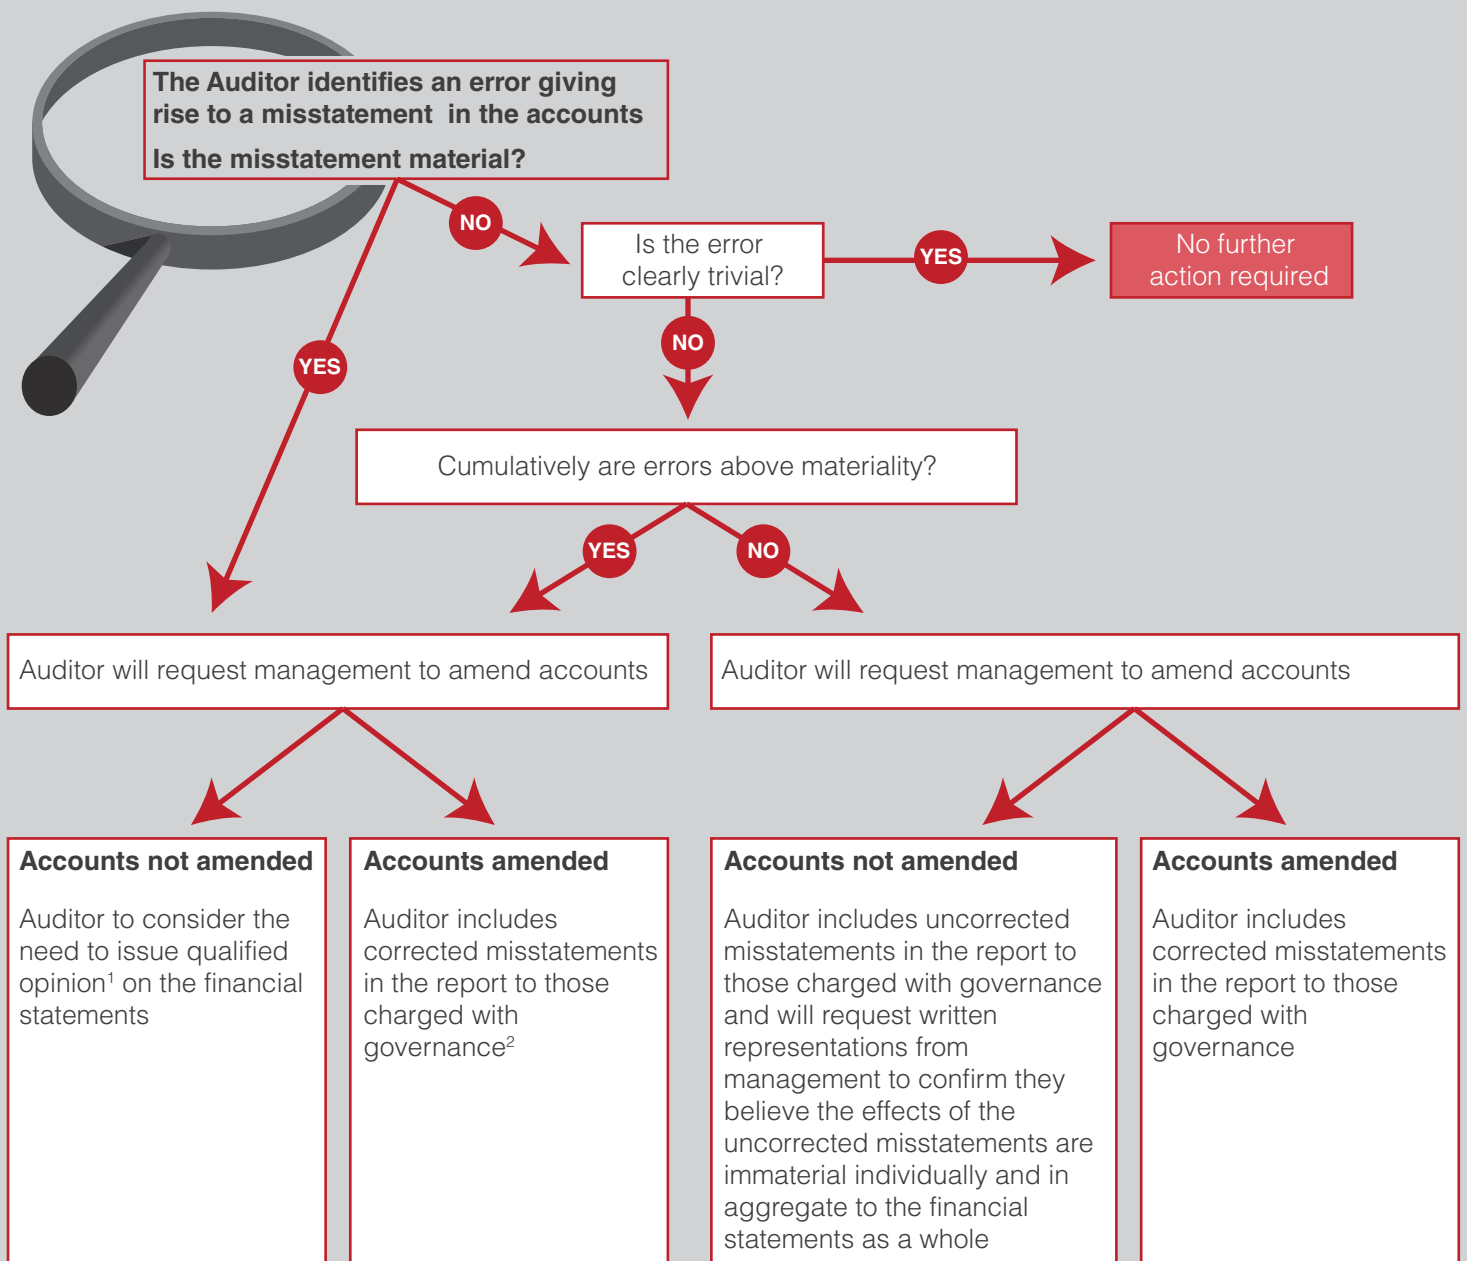 The Auditor identifies an error giving
rise to a misstatement in the accounts
Is the misstatement material?
NO
Is the error
clearly trivial?
YES
No further
action required
NO
YES
Cumulatively are errors above materiality?
YES
NO
Auditor will request management to amend accounts
Auditor will request management to amend accounts
Accounts not amended
Auditor to consider the
need to issue qualified
opinion¹ on the financial
statements
Accounts amended
Auditor includes
corrected misstatements
in the report to those
charged with
governance²
Accounts not amended
Auditor includes uncorrected
misstatements in the report to
those charged with governance
and will request written
representations from
management to confirm they
believe the effects of the
uncorrected misstatements are
immaterial individually and in
aggregate to the financial
statements as a whole
Accounts amended
Auditor includes
corrected misstatements
in the report to those
charged with
governance